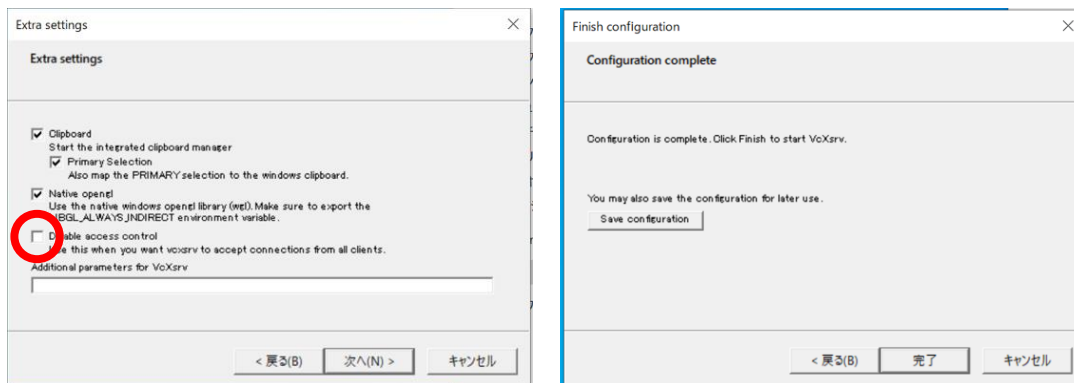 Extra settings
Extra settings
Clipboard
Start the integrated clipboard manager
Primary Selection
Also map the PRIMARY selection to the windows clipboard.
Native opengl
Use the native windows opengl library (wgl). Make sure to export the
LIBGL_ALWAYS_INDIRECT environment variable.
Disable access control
Use this when you want vcxsrv to accept connections from all clients.
Additional parameters for VcXsrv
< 戻る(B)
次へ(N) >
キャンセル
Finish configuration
Configuration complete
Configuration is complete. Click Finish to start VcXsrv.
You may also save the configuration for later use.
Save configuration
< 戻る(B)
完了
キャンセル